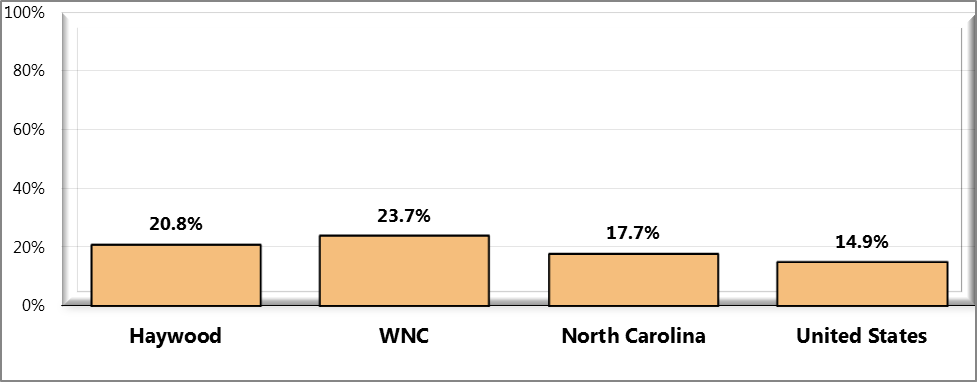 100%
80%
60%
40%
20%
0%
20.8%
23.7%
17.7%
14.9%
Haywood
WNC
North Carolina
United States